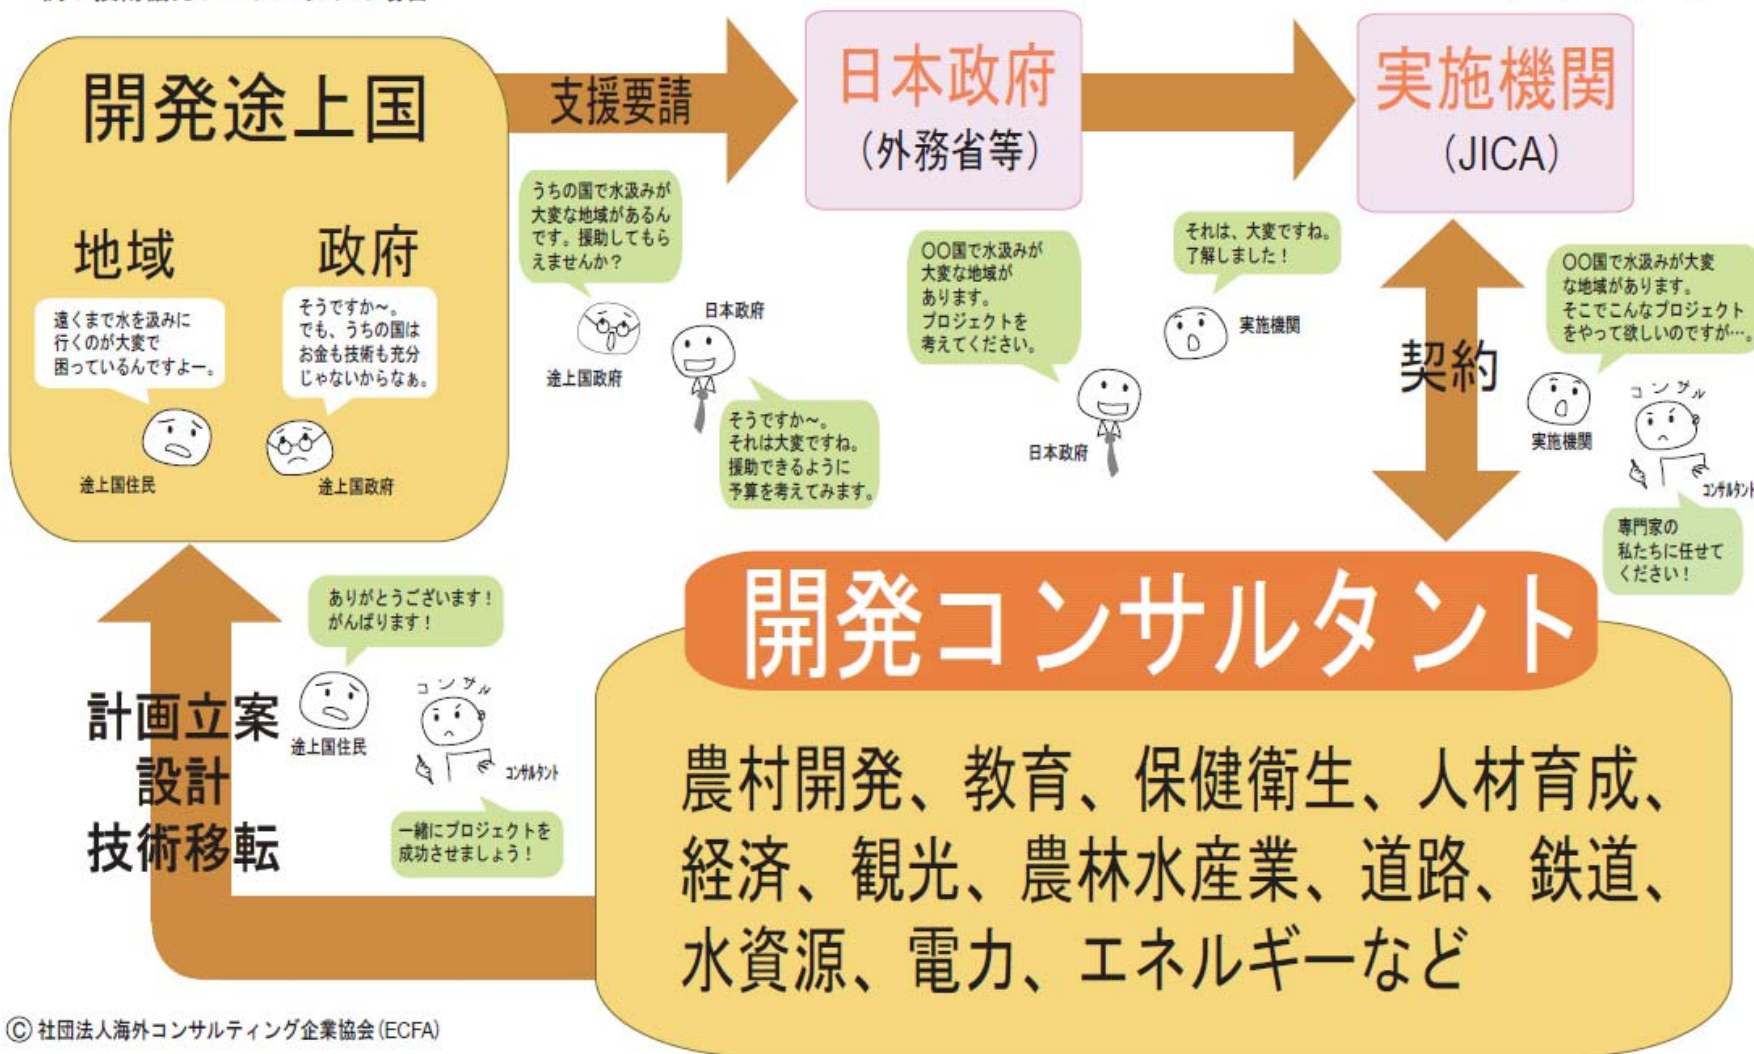 開発途上国
地域
政府
遠くまで水を汲みに
行くのが大変で
困っているんですよー。
途上国住民
そうですか～。
でも、うちの国は
お金も技術も充分
じゃないからなぁ。
途上国政府
支援要請
うちの国で水汲みが
大変な地域があるん
です。援助してもら
えませんか？
途上国政府
日本政府
そうですか～。
それは大変ですね。
援助できるように
予算を考えてみます。
日本政府
（外務省等）
〇〇国で水汲みが
大変な地域が
あります。
プロジェクトを
考えてください。
日本政府
それは、大変ですね。
了解しました！
実施機関
実施機関
（JICA）
契約
〇〇国で水汲みが大変
な地域があります。
そこでこんなプロジェクト
をやって欲しいのですが…。
実施機関
コンサル
コンサルタント
専門家の
私たちに任せて
ください！
開発コンサルタント
農村開発、教育、保健衛生、人材育成、
経済、観光、農林水産業、道路、鉄道、
水資源、電力、エネルギーなど
計画立案
設計
技術移転
ありがとうございます！
がんばります！
途上国住民
コンサル
コンサルタント
一緒にプロジェクトを
成功させましょう！
Ⓒ 社団法人海外コンサルティング企業協会(ECFA)